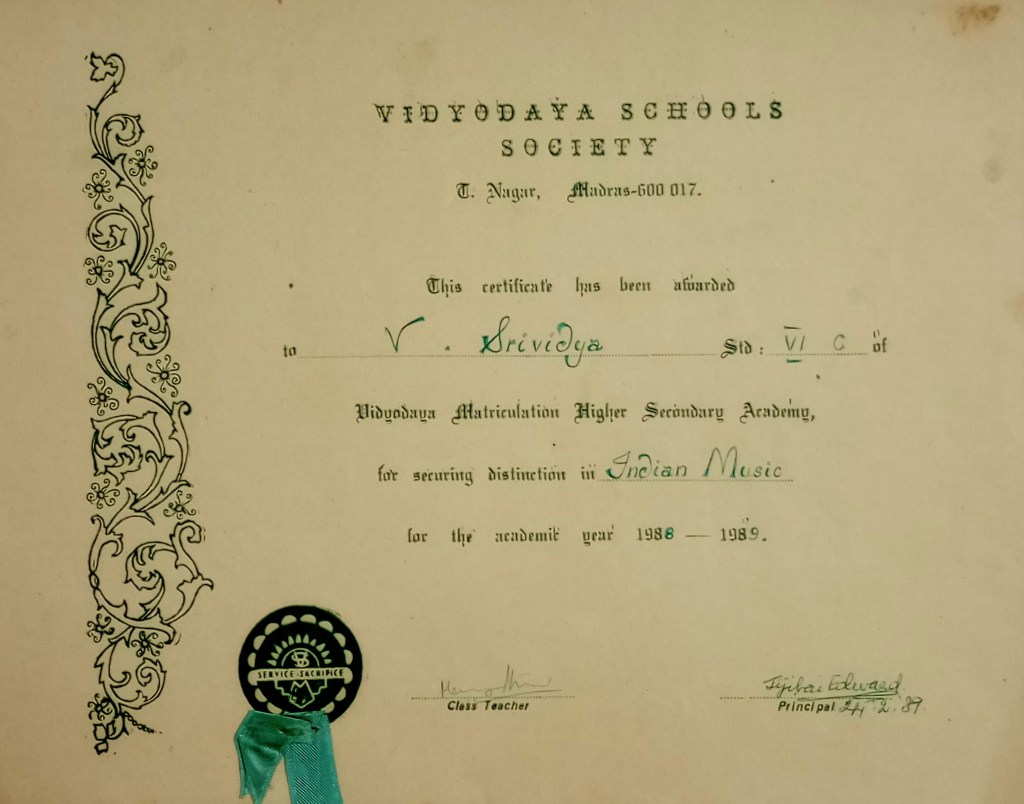 VIDYODAYA SCHOOLS
SOCIETY
T. Nagar, Madras-600 017.
This certificate has been awarded
to V. Srividya Std: VI C of
Vidyodaya Matriculation Higher Secondary Academy,
for securing distinction in Indian Music
for the academic year 1988 — 1989.
SERVICE-SACRIFICE
Class Teacher
Principal 24.2.89.